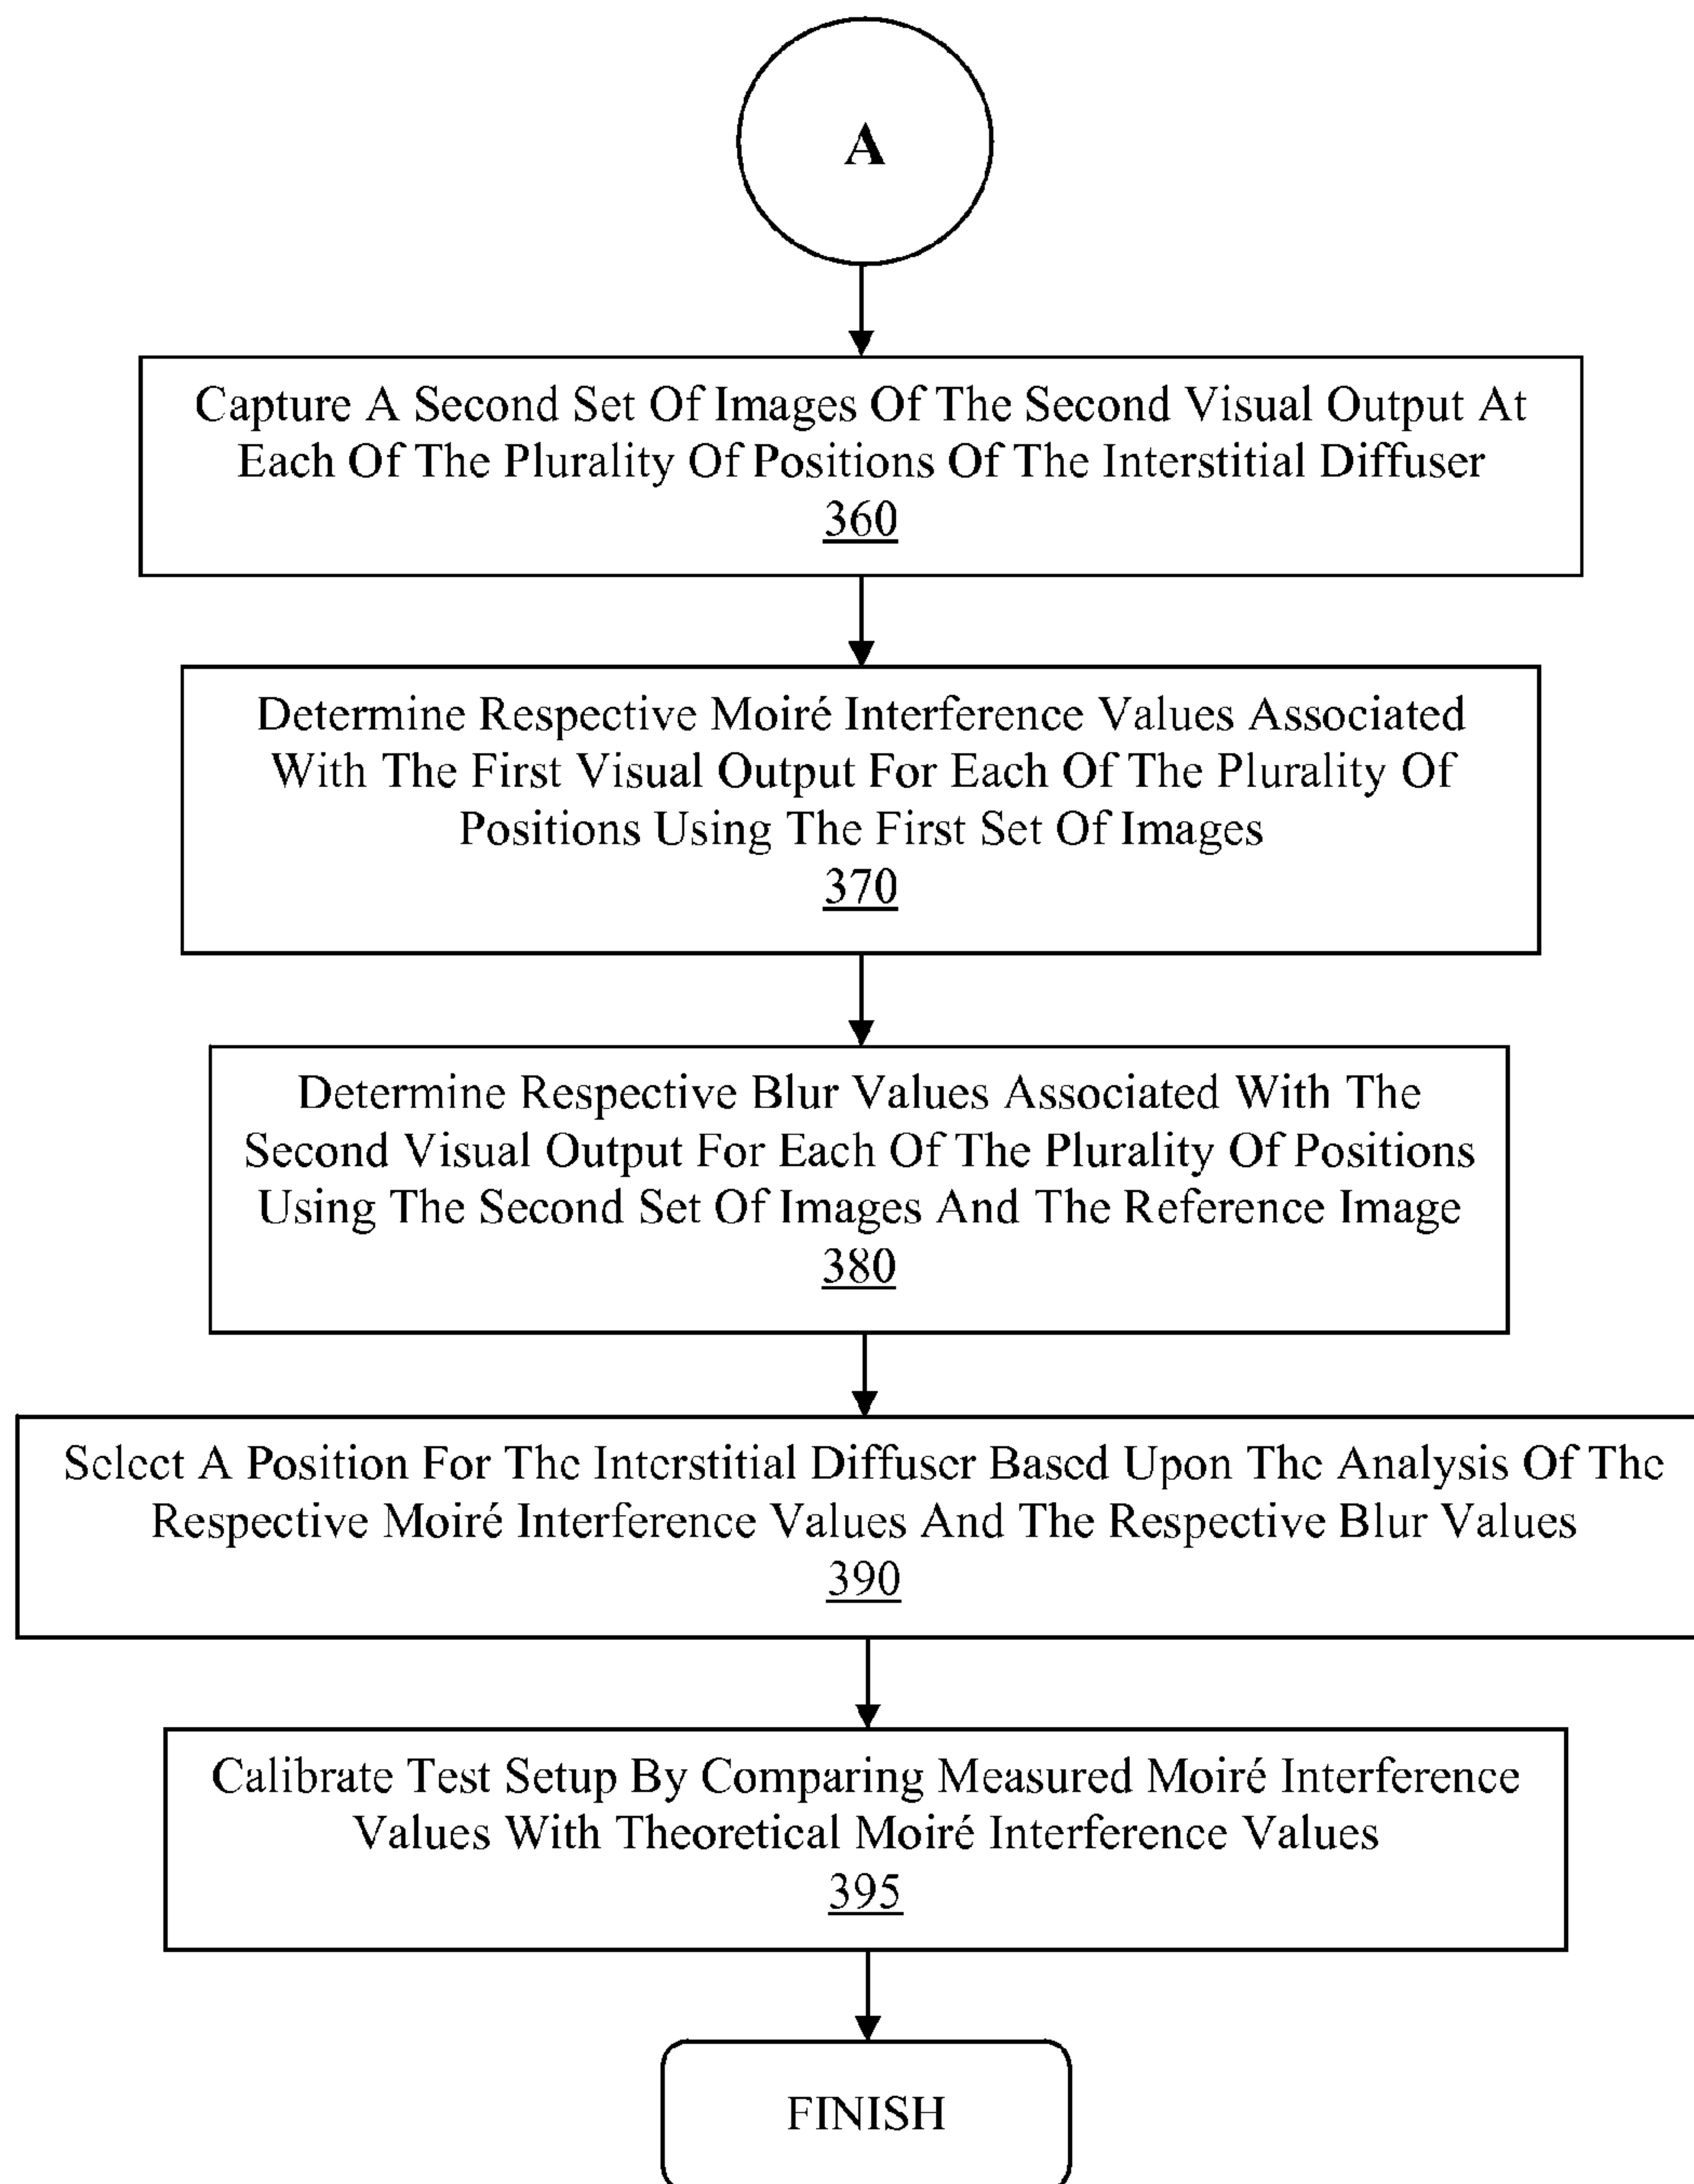 A
Capture A Second Set Of Images Of The Second Visual Output At
Each Of The Plurality Of Positions Of The Interstitial Diffuser
360
Determine Respective Moiré Interference Values Associated
With The First Visual Output For Each Of The Plurality Of
Positions Using The First Set Of Images
370
Determine Respective Blur Values Associated With The
Second Visual Output For Each Of The Plurality Of Positions
Using The Second Set Of Images And The Reference Image
380
Select A Position For The Interstitial Diffuser Based Upon The Analysis Of The
Respective Moiré Interference Values And The Respective Blur Values
390
Calibrate Test Setup By Comparing Measured Moiré Interference
Values With Theoretical Moiré Interference Values
395
FINISH